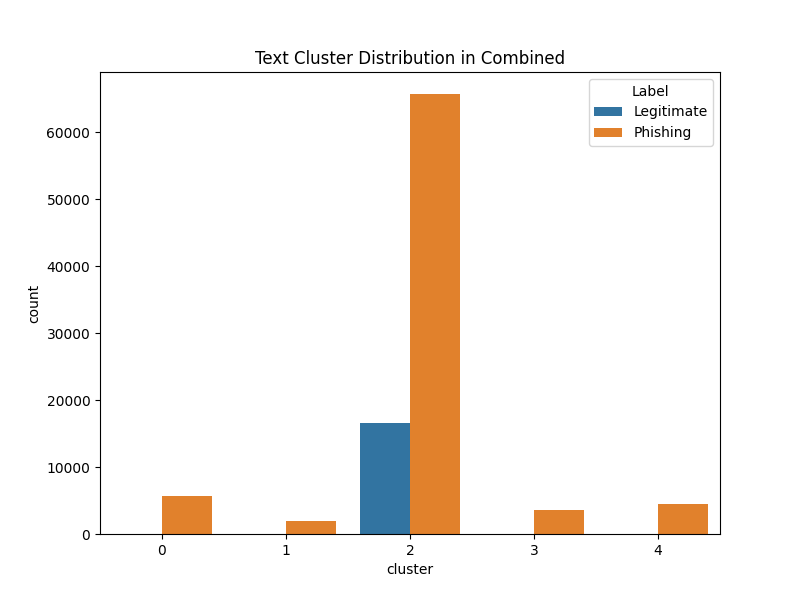 Text Cluster Distribution in Combined
Label
Legitimate
Phishing
60000
50000
40000
30000
20000
10000
0
count
0 1 2 3 4
cluster